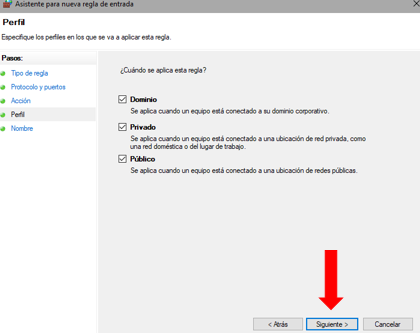 Asistente para nueva regla de entrada
Perfil
Especifique los perfiles en los que se va a aplicar esta regla.
Pasos:
Tipo de regla
Protocolo y puertos
Acción
Perfil
Nombre
¿Cuándo se aplica esta regla?
Dominio
Se aplica cuando un equipo está conectado a su dominio corporativo.
Privado
Se aplica cuando un equipo está conectado a una ubicación de red privada, como
una red doméstica o del lugar de trabajo.
Público
Se aplica cuando un equipo está conectado a una ubicación de redes públicas.
< Atrás
Siguiente >
Cancelar